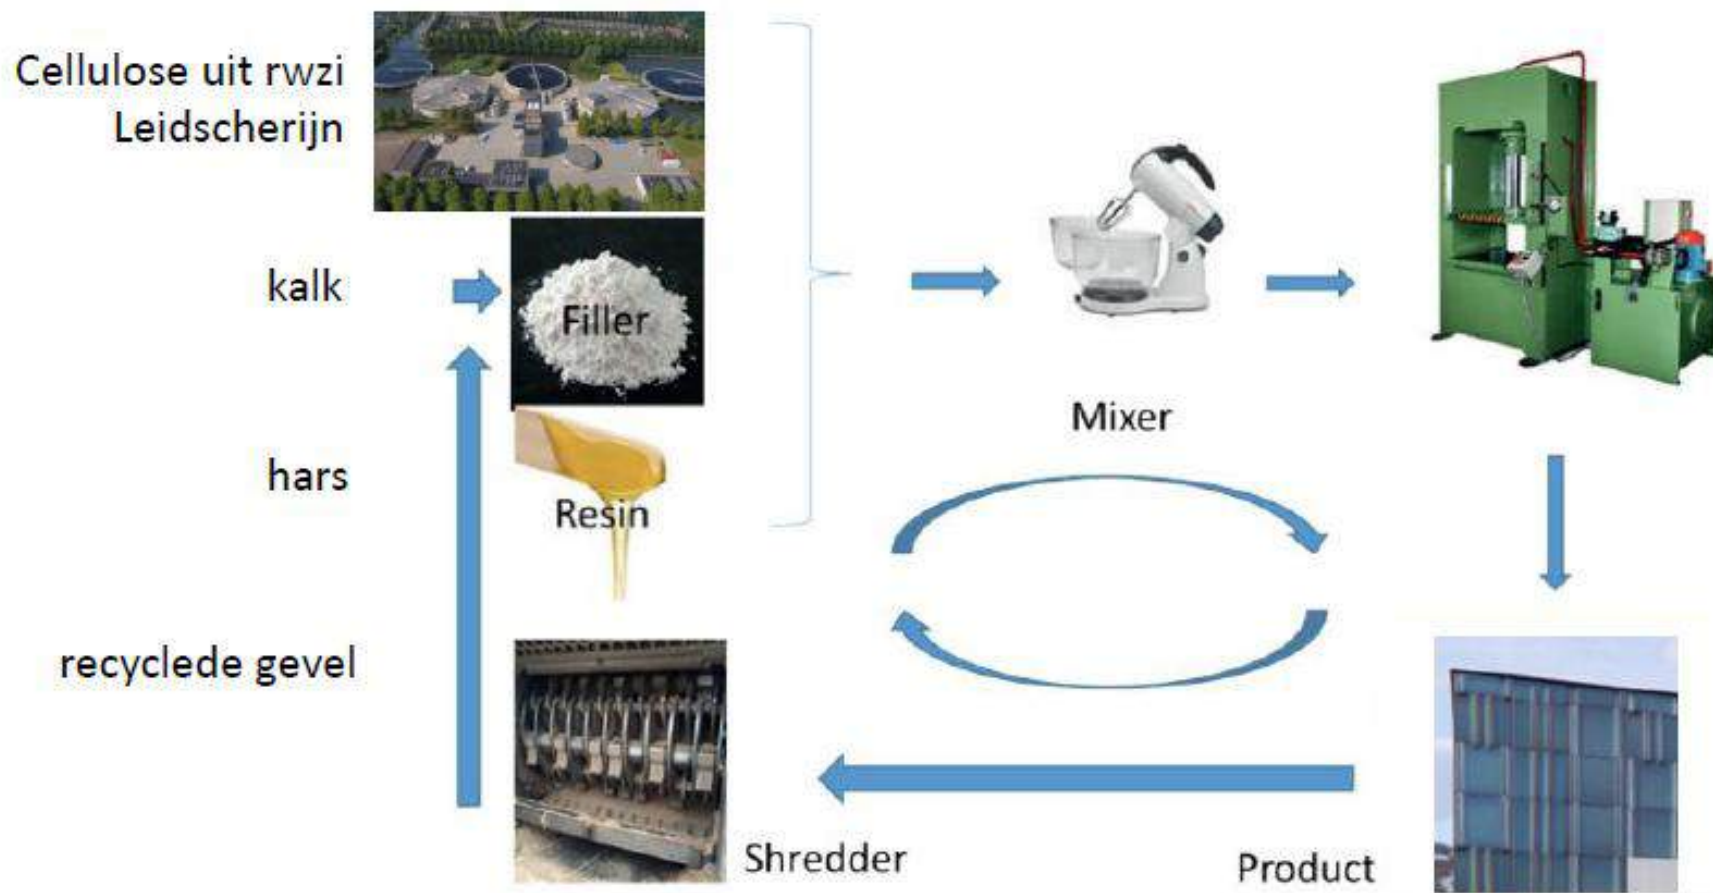 Cellulose uit rwzi
Leidscherijn
kalk
Filler
Mixer
hars
Resin
recyclede gevel
Shredder
Product